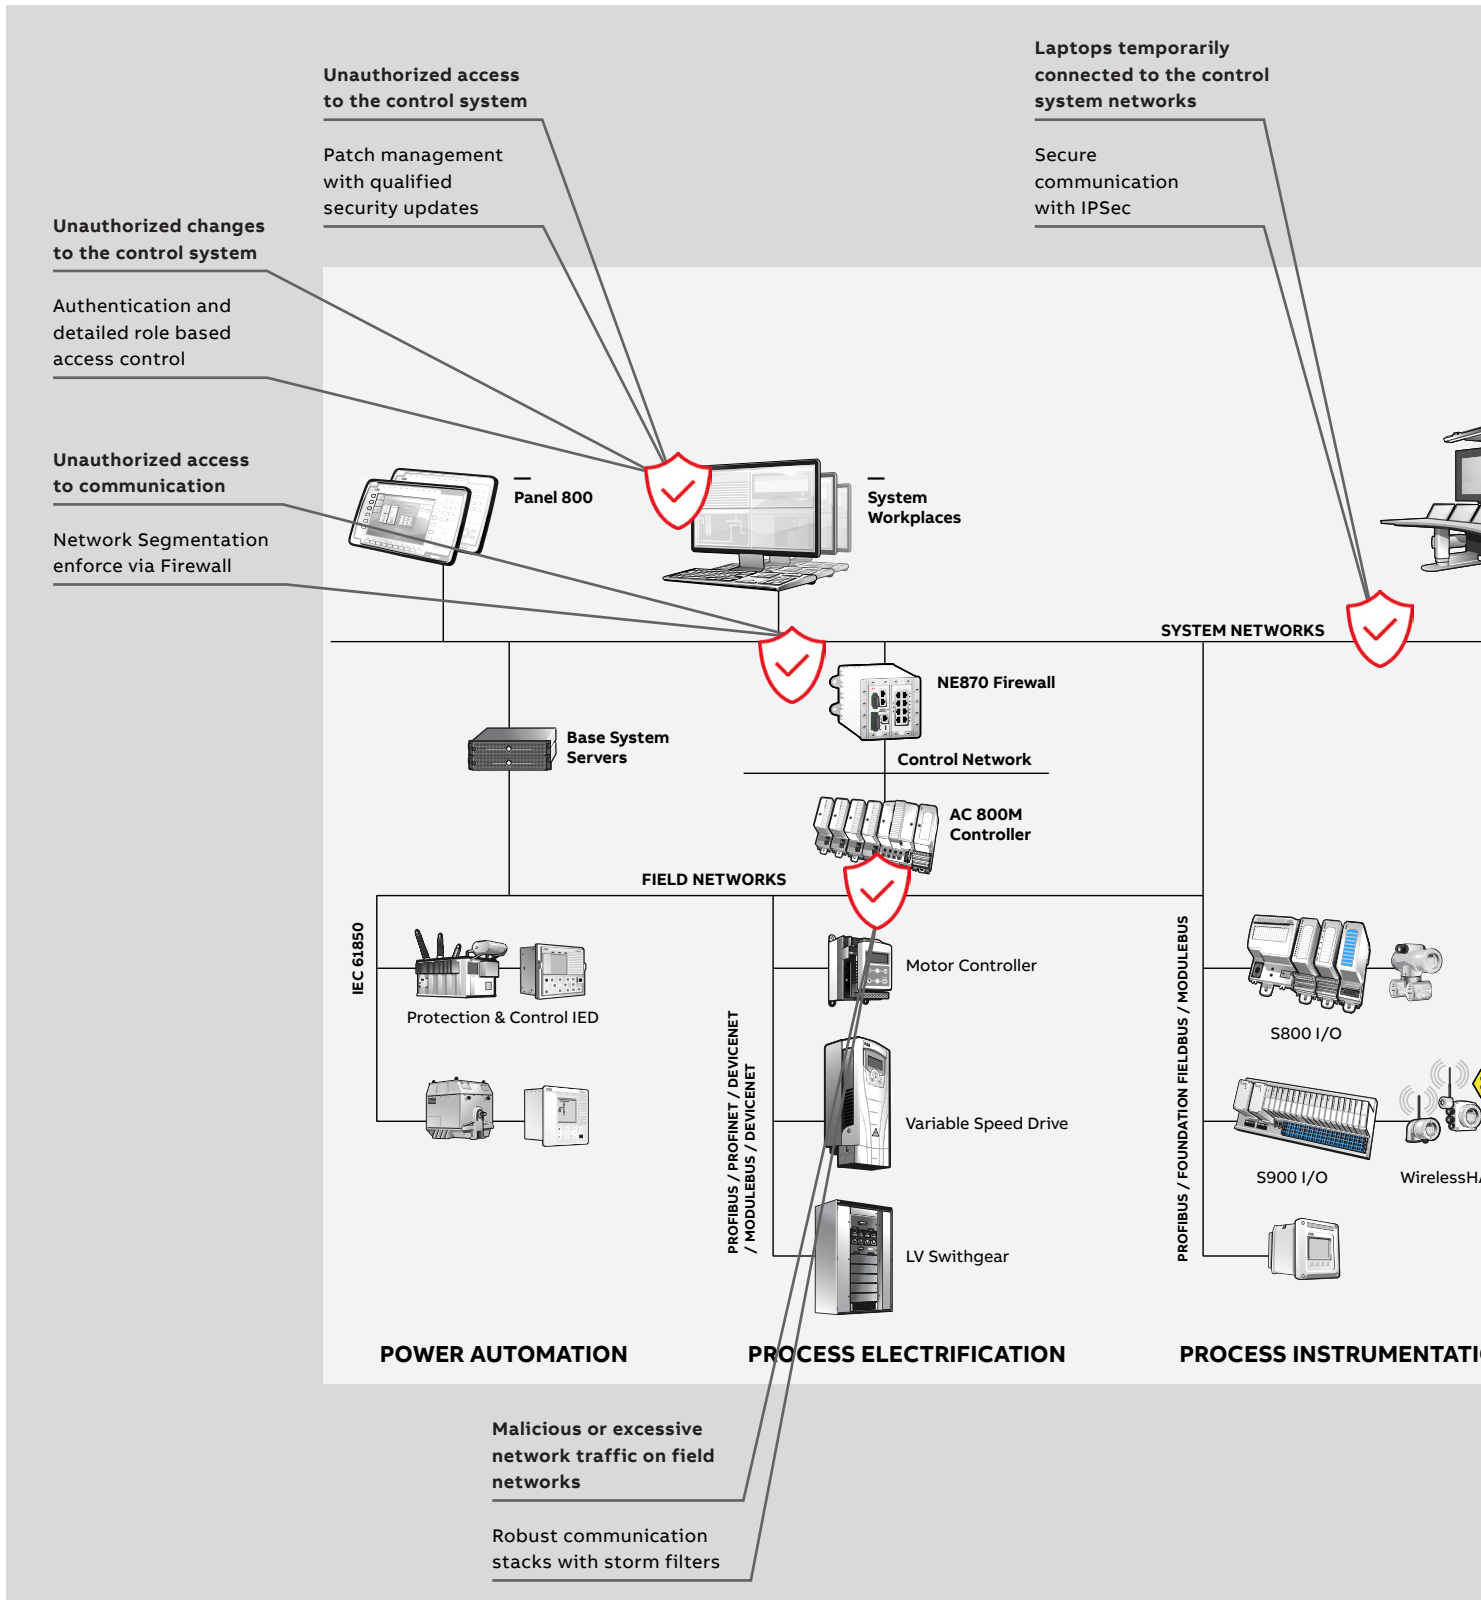 Laptops temporarily
connected to the control
system networks
Secure
communication
with IPSec
Unauthorized access
to the control system
Patch management
with qualified
security updates
Unauthorized changes
to the control system
Authentication and
detailed role based
access control
Unauthorized access
to communication
Network Segmentation
enforce via Firewall
Panel 800
System
Workplaces
SYSTEM NETWORKS
NE870 Firewall
Base System
Servers
Control Network
AC 800M
Controller
FIELD NETWORKS
IEC 61850
Protection & Control IED
PROFIBUS / PROFINET / DEVICENET
/ MODULEBUS / DEVICENET
Motor Controller
Variable Speed Drive
LV Swithgear
PROFIBUS / FOUNDATION FIELDBUS / MODULEBUS
S800 I/O
S900 I/O
WirelessHA
POWER AUTOMATION
PROCESS ELECTRIFICATION
PROCESS INSTRUMENTATI
Malicious or excessive
network traffic on field
networks
Robust communication
stacks with storm filters